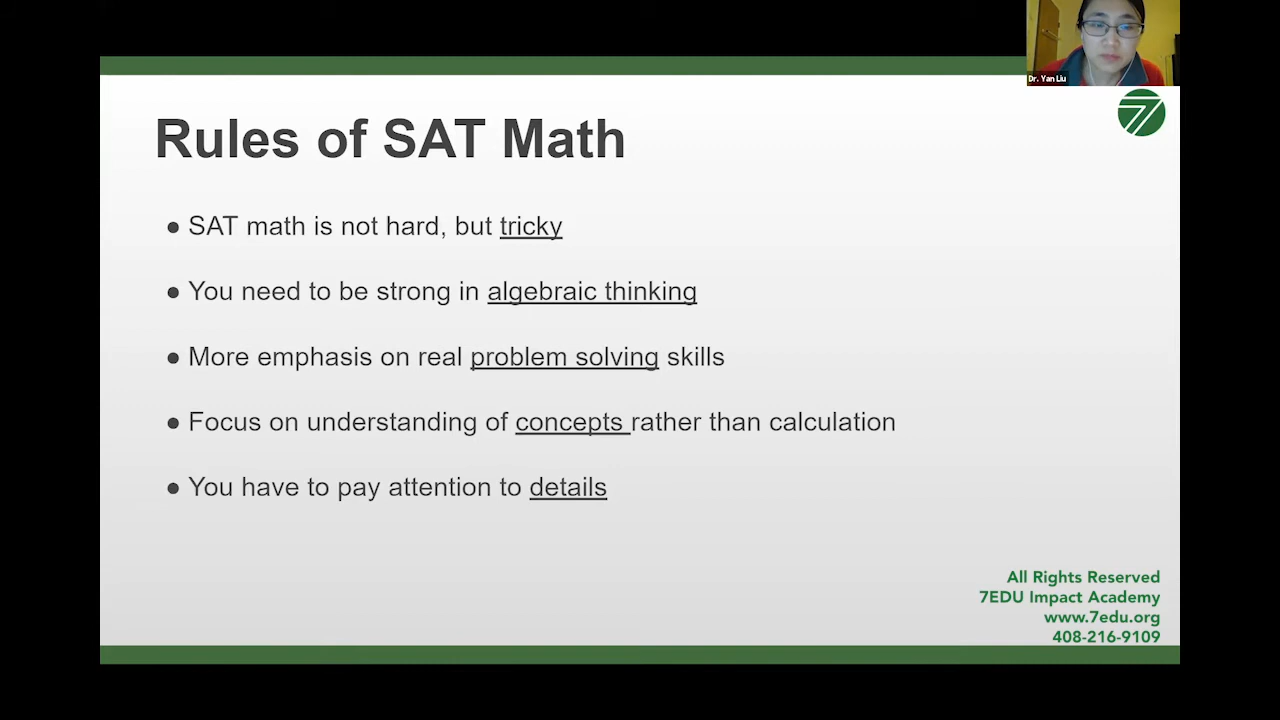 Dr. Yan Liu
Rules of SAT Math
● SAT math is not hard, but tricky
● You need to be strong in algebraic thinking
● More emphasis on real problem solving skills
● Focus on understanding of concepts rather than calculation
● You have to pay attention to details
All Rights Reserved
7EDU Impact Academy
www.7edu.org
408-216-9109